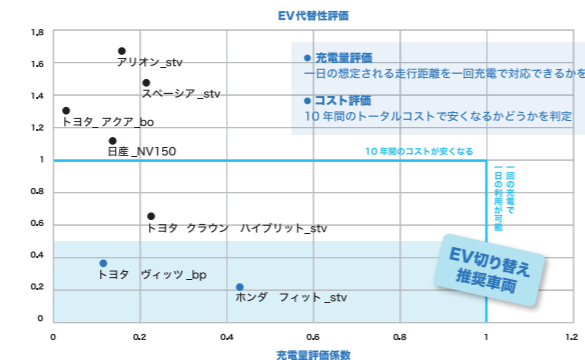 EV代替性評価
1,8
1,6
1,4
1,2
1
0,8
0,6
0,4
0,2
0
アリオン_stv
スペーシア_stv
トヨタ_アクア_bo
日産_NV150
● 充電量評価
一日の想定される走行距離を一回充電で対応できるかを
● コスト評価
10年間のトータルコストで安くなるかどうかを判定
10年間のコストが安くなる
一回の充電で
一日の利用が可能
トヨタ クラウン ハイブリット_stv
トヨタ ヴィッツ_bp
ホンダ フィット_stv
EV切り替え
推奨車両
0 0,2 0,4 0,6 0,8 1 1,2
充電量評価係数